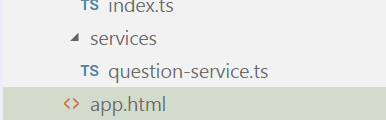 TS index.ts
services
TS question-service.ts
<> app.html